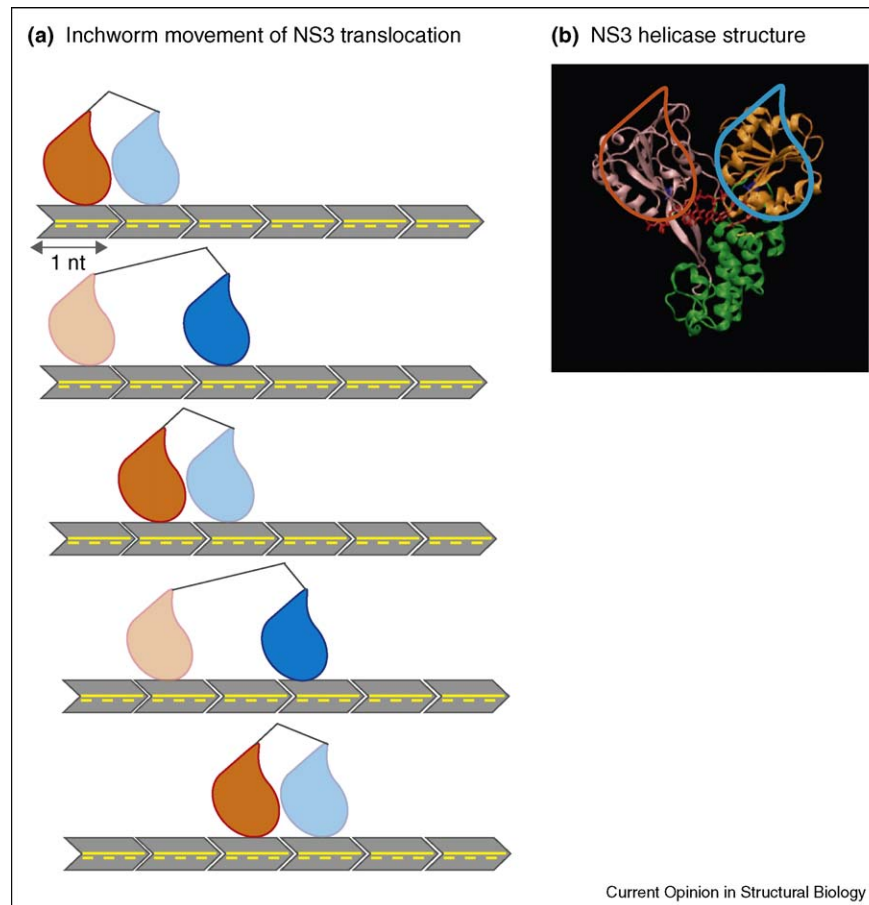 (a) Inchworm movement of NS3 translocation
(b) NS3 helicase structure
1 nt
Current Opinion in Structural Biology